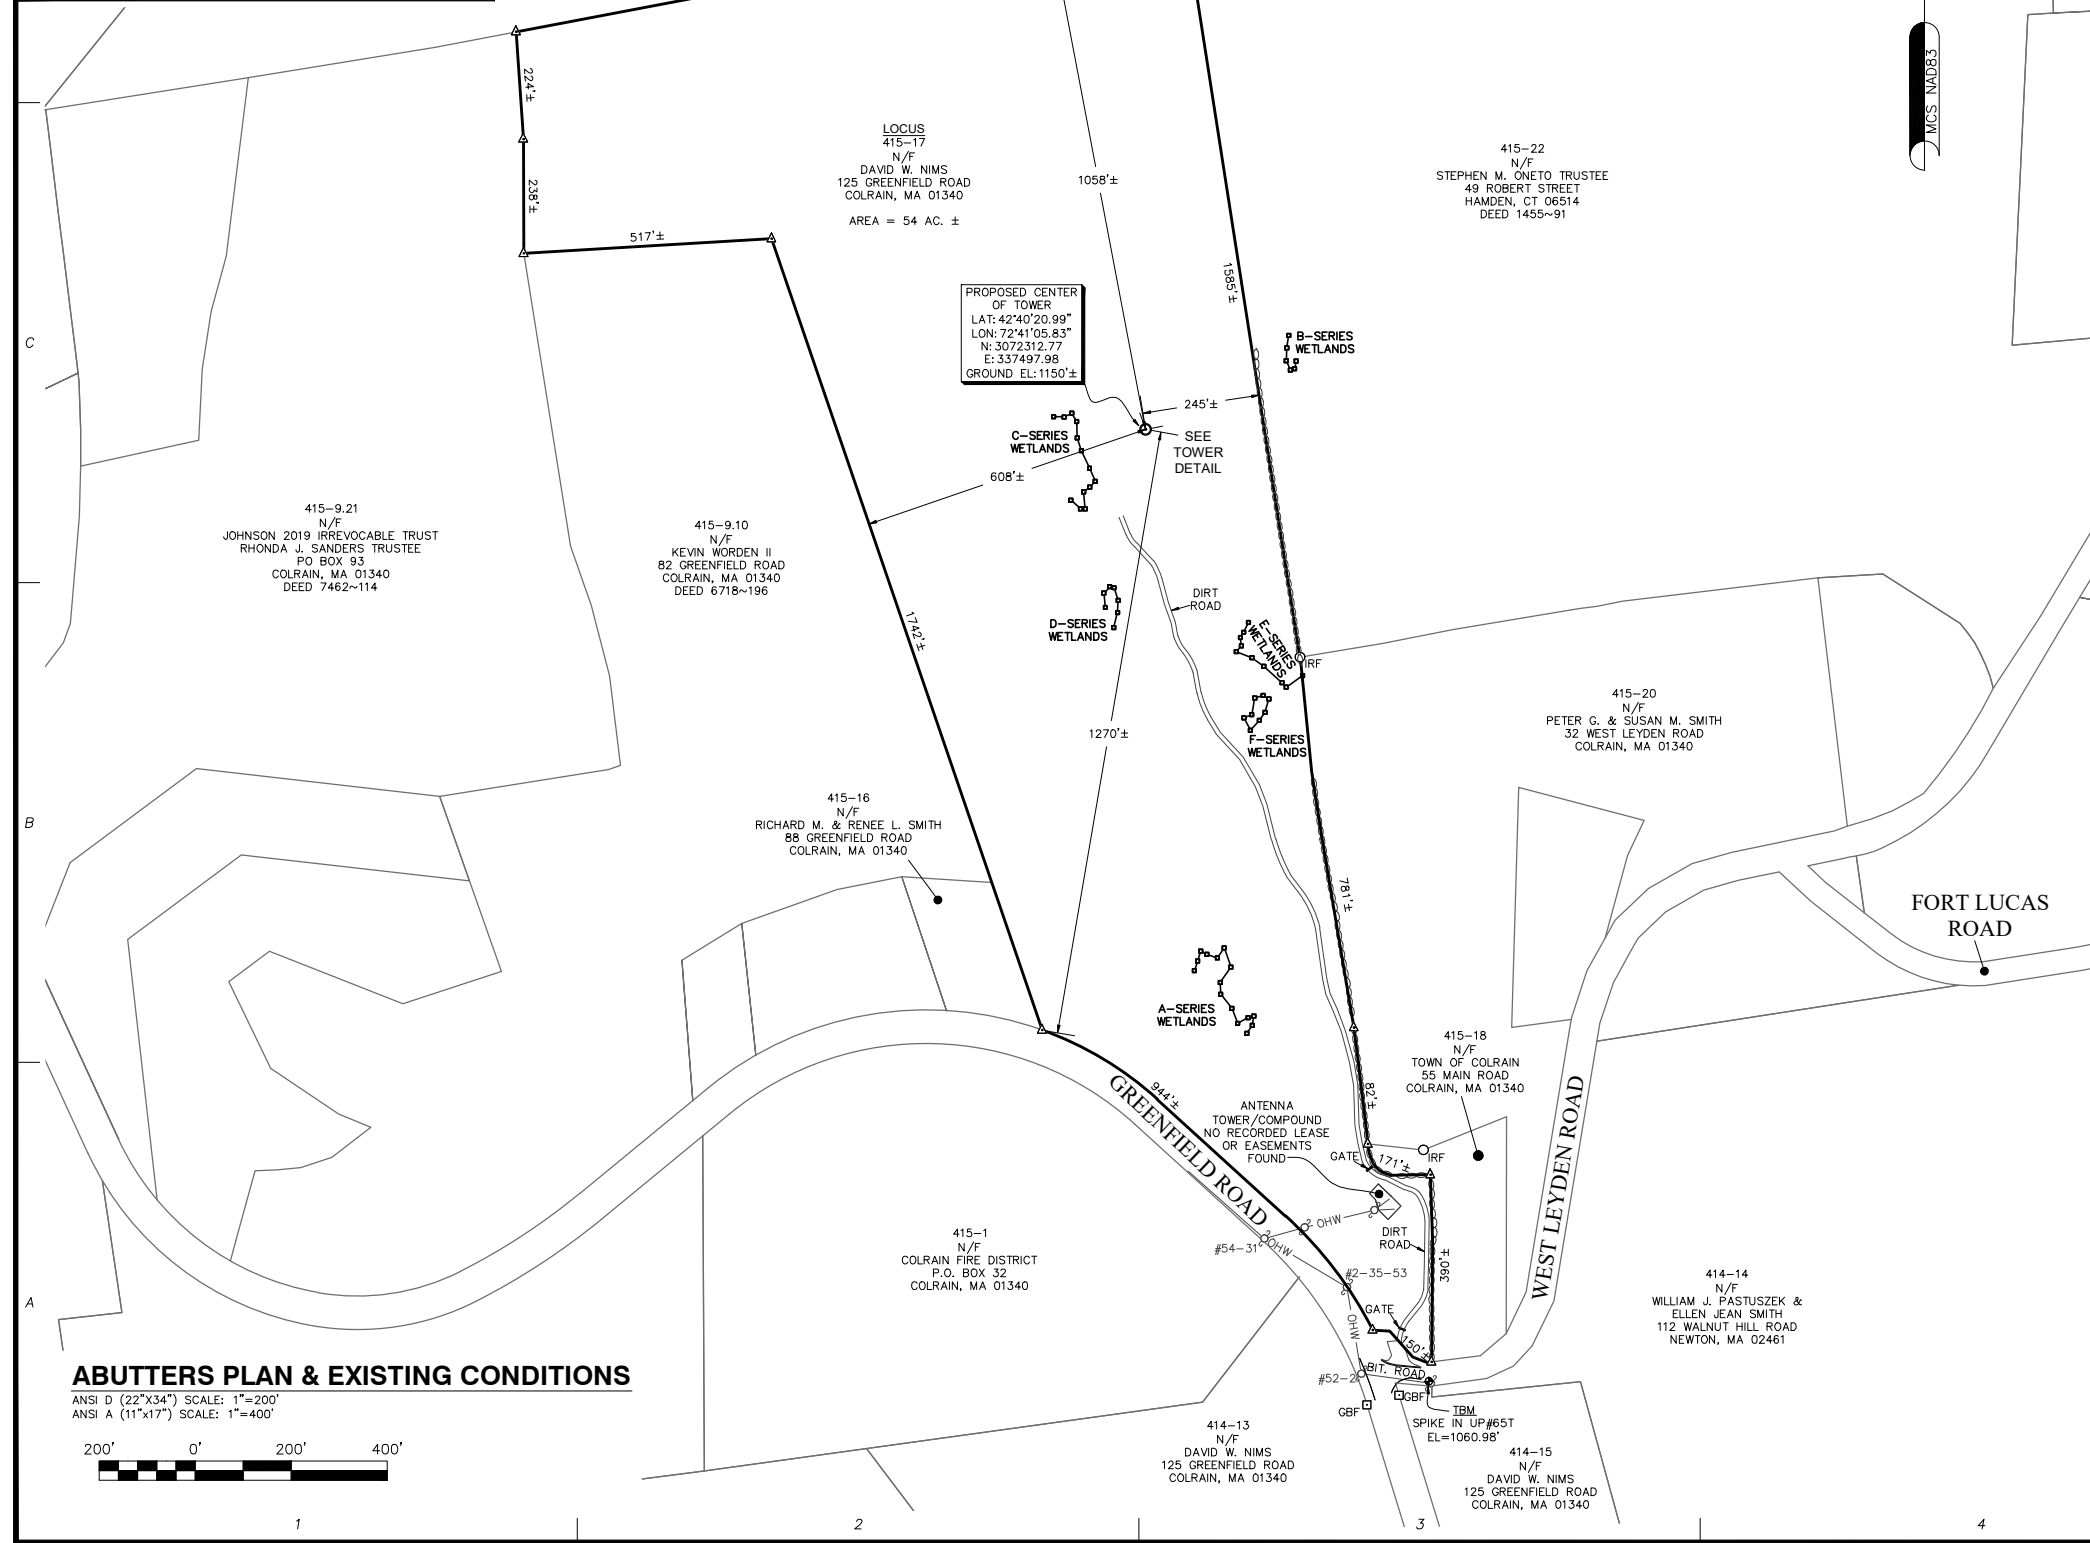 MCS NAD83
224'±
238'±
517'±
LOCUS
415-17
N/F
DAVID W. NIMS
125 GREENFIELD ROAD
COLRAIN, MA 01340
AREA = 54 AC. ±
1058'±
1585'±
415-22
N/F
STEPHEN M. ONETO TRUSTEE
49 ROBERT STREET
HAMDEN, CT 06514
DEED 1455~91
PROPOSED CENTER
OF TOWER
LAT: 42°40'20.99"
LON: 72°41'05.83"
N: 3072312.77
E: 337497.98
GROUND EL: 1150'±
B-SERIES
WETLANDS
C
245'±
SEE
TOWER
DETAIL
C-SERIES
WETLANDS
608'±
415-9.21
N/F
JOHNSON 2019 IRREVOCABLE TRUST
RHONDA J. SANDERS TRUSTEE
PO BOX 93
COLRAIN, MA 01340
DEED 7462~114
415-9.10
N/F
KEVIN WORDEN II
82 GREENFIELD ROAD
COLRAIN, MA 01340
DEED 6718~196
1742'±
D-SERIES
WETLANDS
DIRT
ROAD
E-SERIES
WETLANDS
IRF
F-SERIES
WETLANDS
1270'±
415-20
N/F
PETER G. & SUSAN M. SMITH
32 WEST LEYDEN ROAD
COLRAIN, MA 01340
B
415-16
N/F
RICHARD M. & RENEE L. SMITH
88 GREENFIELD ROAD
COLRAIN, MA 01340
781'±
FORT LUCAS
ROAD
A-SERIES
WETLANDS
415-18
N/F
TOWN OF COLRAIN
55 MAIN ROAD
COLRAIN, MA 01340
82'±
944'±
GREENFIELD ROAD
ANTENNA
TOWER/COMPOUND
NO RECORDED LEASE
OR EASEMENTS
FOUND
GATE
171'±
IRF
WEST LEYDEN ROAD
OHW
DIRT
ROAD
#54-31
OHW
390'±
#2-35-53
415-1
N/F
COLRAIN FIRE DISTRICT
P.O. BOX 32
COLRAIN, MA 01340
A
GATE
OHW
150'±
BIT. ROAD
#52-2
GBF
GBF
TBM
SPIKE IN UP#65T
EL=1060.98'
414-14
N/F
WILLIAM J. PASTUSZEK &
ELLEN JEAN SMITH
112 WALNUT HILL ROAD
NEWTON, MA 02461
ABUTTERS PLAN & EXISTING CONDITIONS
ANSI D (22"X34") SCALE: 1"=200'
ANSI A (11"x17") SCALE: 1"=400'
200' 0' 200' 400'
414-13
N/F
DAVID W. NIMS
125 GREENFIELD ROAD
COLRAIN, MA 01340
414-15
N/F
DAVID W. NIMS
125 GREENFIELD ROAD
COLRAIN, MA 01340
1 2 3 4